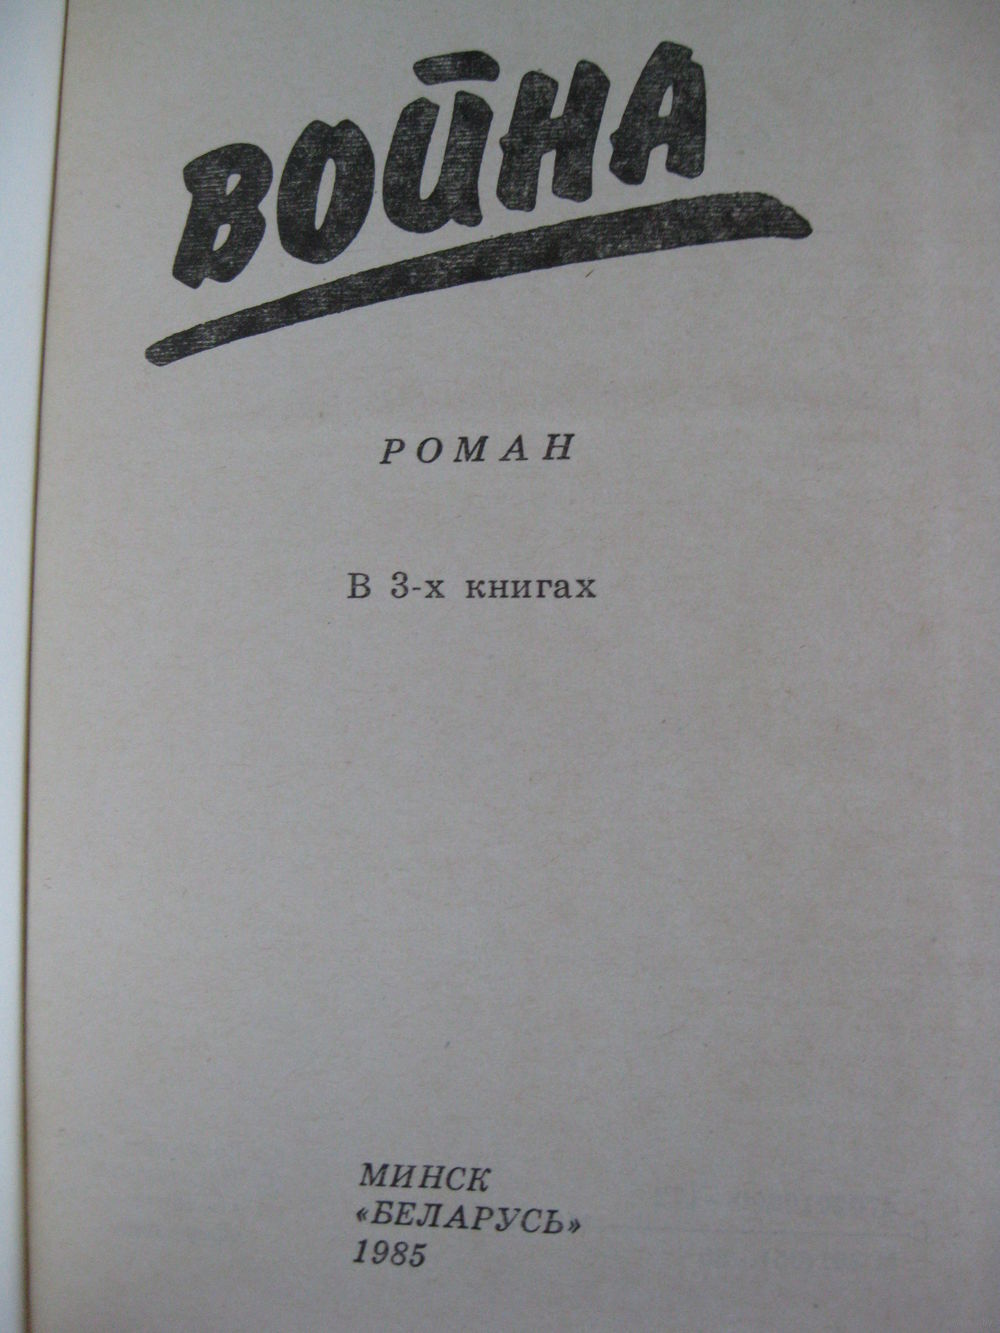 ВОЙНА
РОМАН
В 3-х книгах
МИНСК
«БЕЛАРУСЬ»
1985